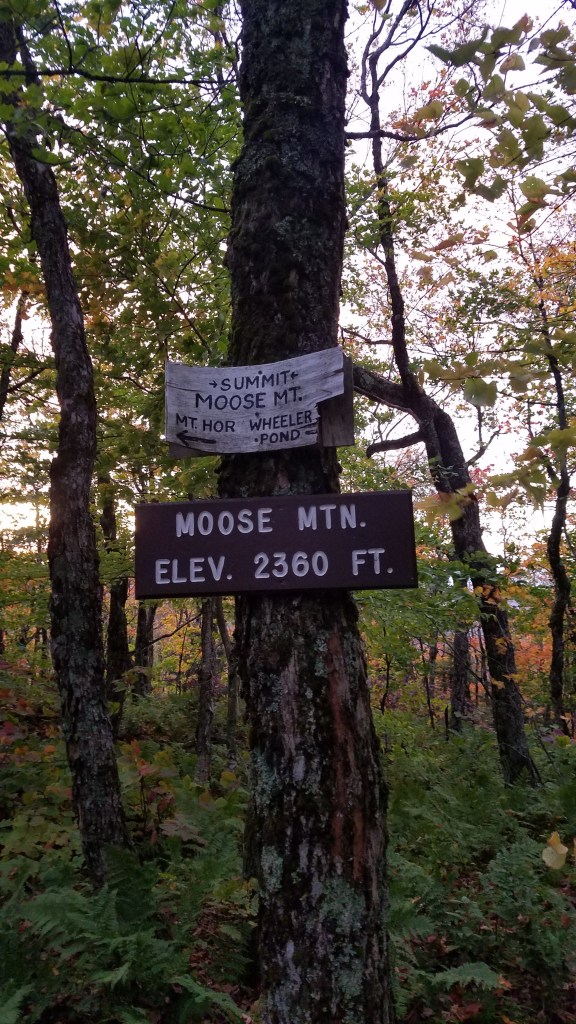 →SUMMIT←
MOOSE MT.
MT. HOR WHEELER
← POND →
MOOSE MTN.
ELEV. 2360 FT.